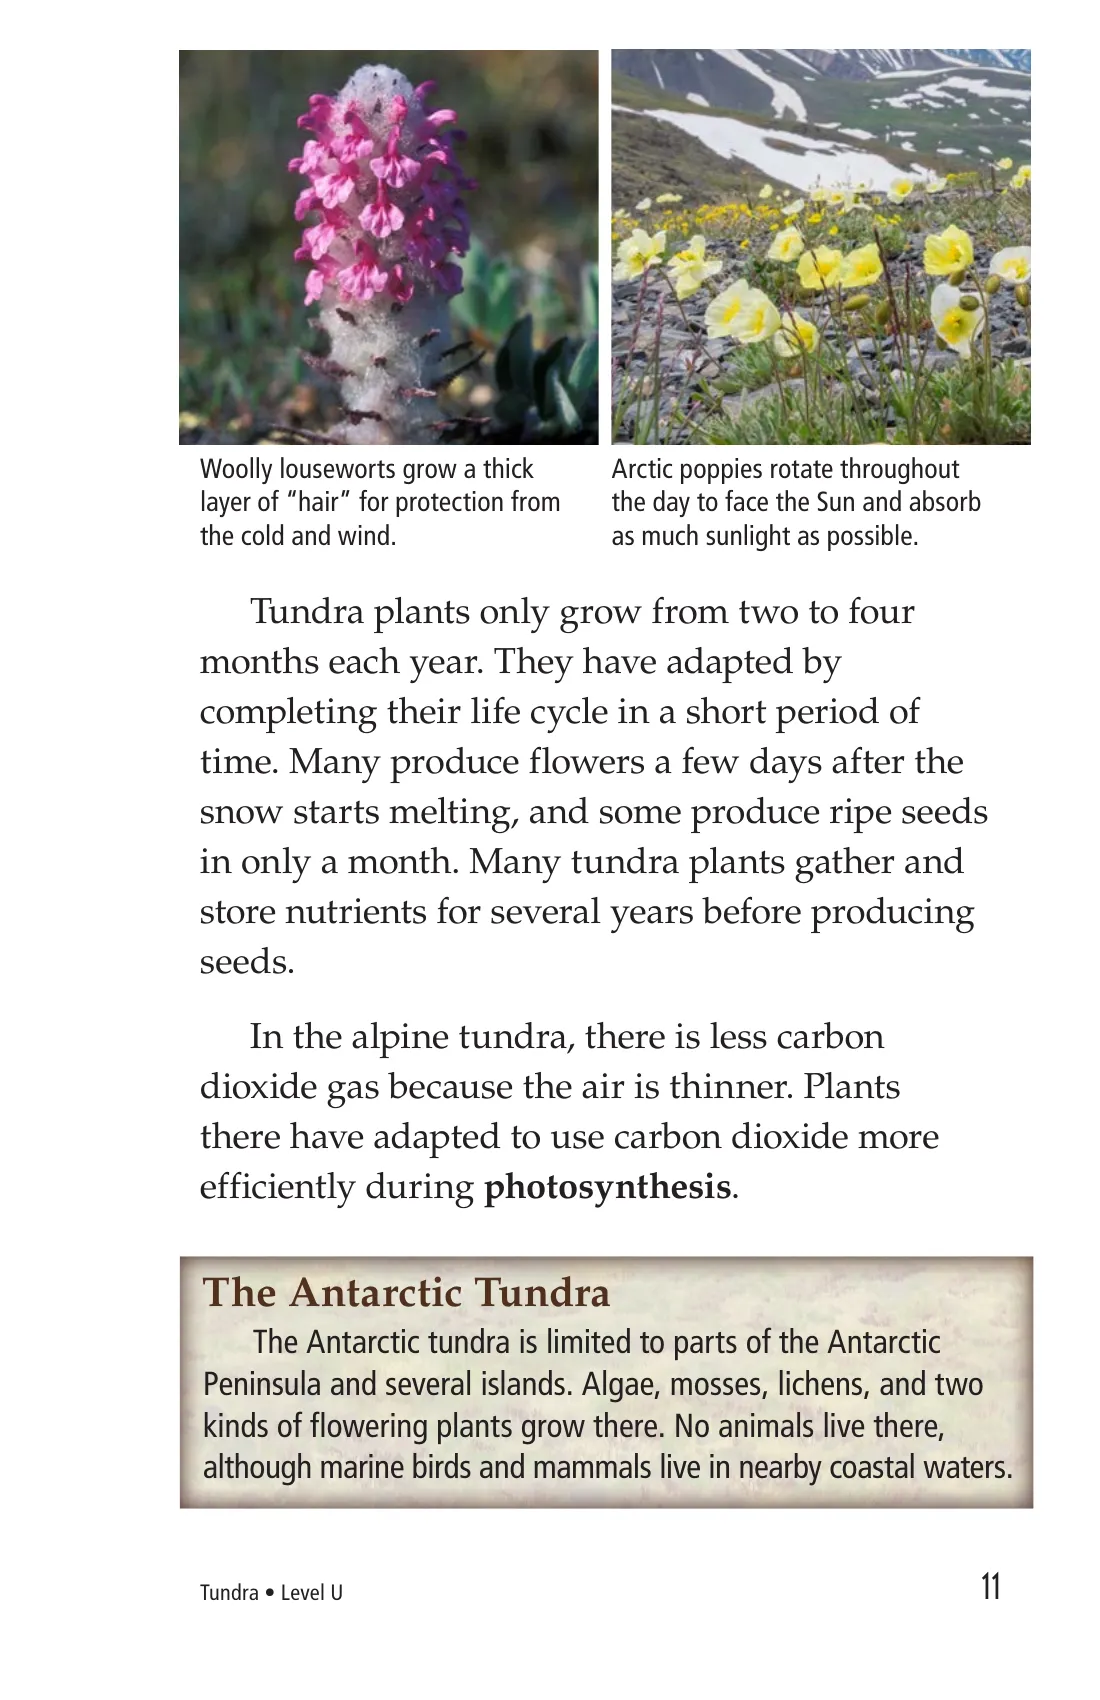 Woolly louseworts grow a thick
layer of “hair” for protection from
the cold and wind.
Arctic poppies rotate throughout
the day to face the Sun and absorb
as much sunlight as possible.
Tundra plants only grow from two to four
months each year. They have adapted by
completing their life cycle in a short period of
time. Many produce flowers a few days after the
snow starts melting, and some produce ripe seeds
in only a month. Many tundra plants gather and
store nutrients for several years before producing
seeds.
In the alpine tundra, there is less carbon
dioxide gas because the air is thinner. Plants
there have adapted to use carbon dioxide more
efficiently during photosynthesis.
The Antarctic Tundra
The Antarctic tundra is limited to parts of the Antarctic
Peninsula and several islands. Algae, mosses, lichens, and two
kinds of flowering plants grow there. No animals live there,
although marine birds and mammals live in nearby coastal waters.
Tundra • Level U
11